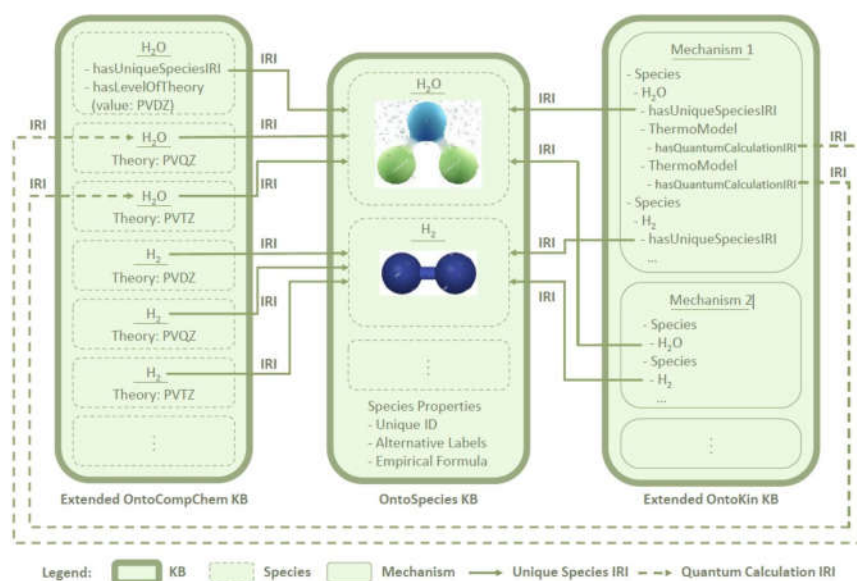 H₂O
- hasUniqueSpeciesIRI
- hasLevelOfTheory
(value: PVDZ)
H₂O
Theory: PVQZ
H₂O
Theory: PVTZ
H₂
Theory: PVDZ
H₂
Theory: PVQZ
H₂
Theory: PVTZ
⋮
Extended OntoCompChem KB
IRI
IRI
IRI
IRI
IRI
IRI
IRI
IRI
H₂O
H₂
⋮
Species Properties
- Unique ID
- Alternative Labels
- Empirical Formula
OntoSpecies KB
IRI
IRI
IRI
IRI
Mechanism 1
- Species
- H₂O
- hasUniqueSpeciesIRI
- ThermoModel
- hasQuantumCalculationIRI
- ThermoModel
- hasQuantumCalculationIRI
- Species
- H₂
- hasUniqueSpeciesIRI
...
Mechanism 2
- Species
- H₂O
- Species
- H₂
...
⋮
Extended OntoKin KB
Legend: KB Species Mechanism Unique Species IRI Quantum Calculation IRI